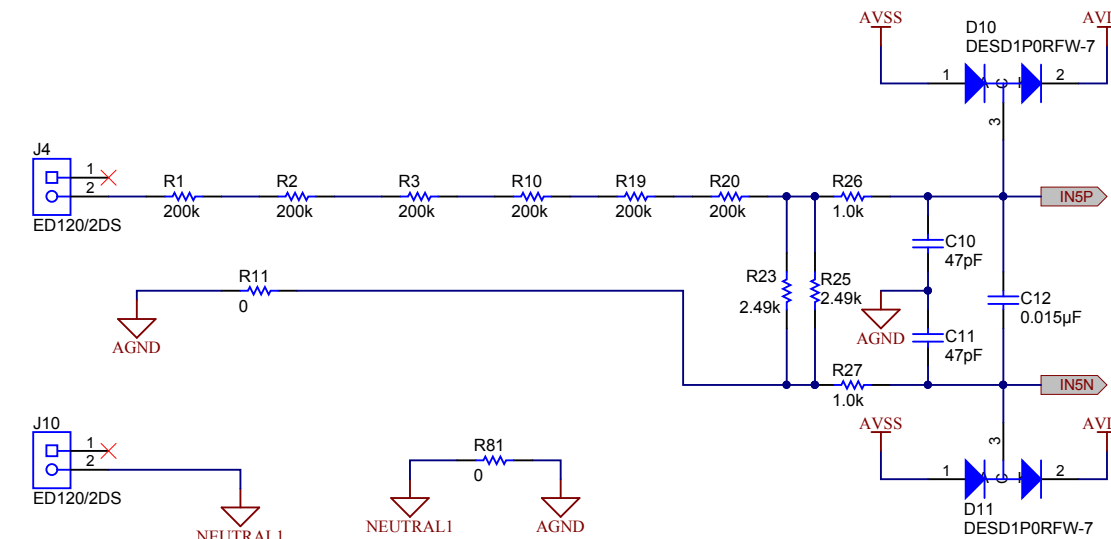 AVSS
D10
DESD1P0RFW-7
1
2
3
J4
1
2
ED120/2DS
R1
200k
R2
200k
R3
200k
R10
200k
R19
200k
R20
200k
R26
1.0k
IN5P
C10
47pF
R11
0
AGND
R23
2.49k
R25
2.49k
AGND
C12
0.015µF
C11
47pF
R27
1.0k
IN5N
J10
1
2
ED120/2DS
NEUTRAL1
R81
0
NEUTRAL1
AGND
AVSS
3
1
2
D11
DESD1P0RFW-7